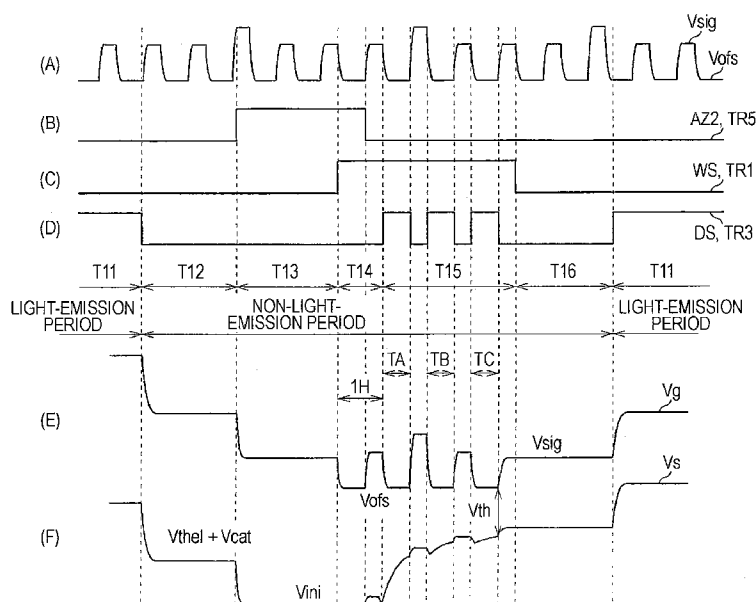 Vsig
(A)
Vofs
(B)
AZ2, TR5
(C)
WS, TR1
(D)
DS, TR3
T11
T12
T13
T14
T15
T16
T11
LIGHT-EMISSION
PERIOD
NON-LIGHT-
EMISSION PERIOD
LIGHT-EMISSION
PERIOD
TA
TB
TC
1H
Vg
(E)
Vsig
Vofs
Vs
Vth
(F)
Vthel + Vcat
Vini